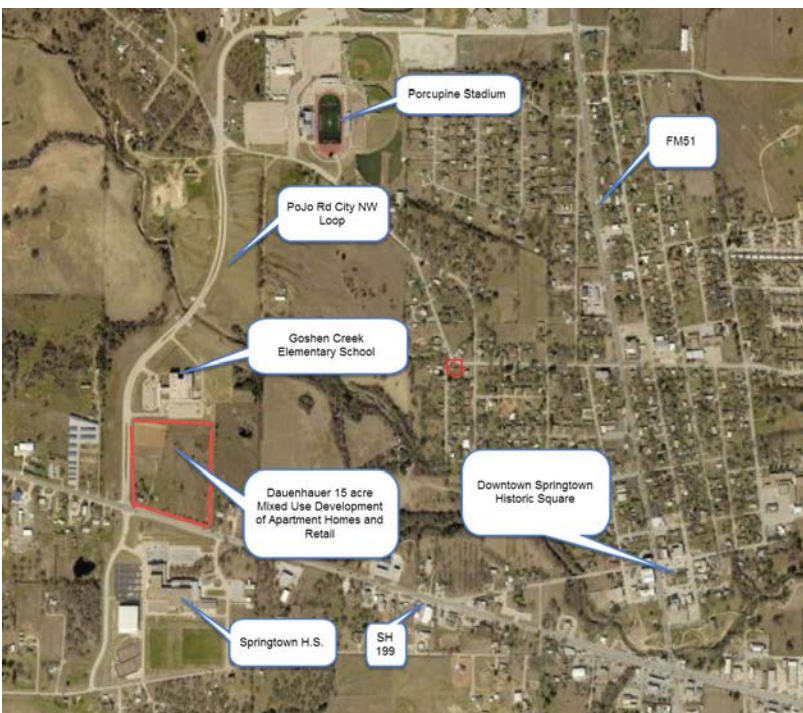 Porcupine Stadium
FM51
PoJo Rd City NW
Loop
Goshen Creek
Elementary School
Dauenhauer 15 acre
Mixed Use Development
of Apartment Homes and
Retail
Downtown Springtown
Historic Square
Springtown H.S.
SH
199